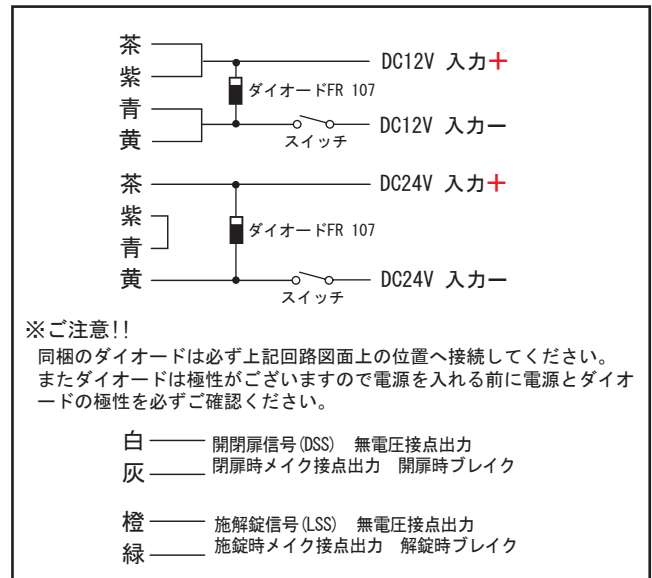 茶
紫
青
黄
DC12V 入力＋
ダイオードFR 107
DC12V 入力ー
スイッチ
茶
紫
青
黄
DC24V 入力＋
ダイオードFR 107
DC24V 入力ー
スイッチ
※ご注意!!
同梱のダイオードは必ず上記回路図面上の位置へ接続してください。
またダイオードは極性がございますので電源を入れる前に電源とダイオ
ードの極性を必ずご確認ください。
白 開閉扉信号(DSS) 無電圧接点出力
灰 閉扉時メイク接点出力 開扉時ブレイク
橙 施解錠信号(LSS) 無電圧接点出力
緑 施錠時メイク接点出力 解錠時ブレイク